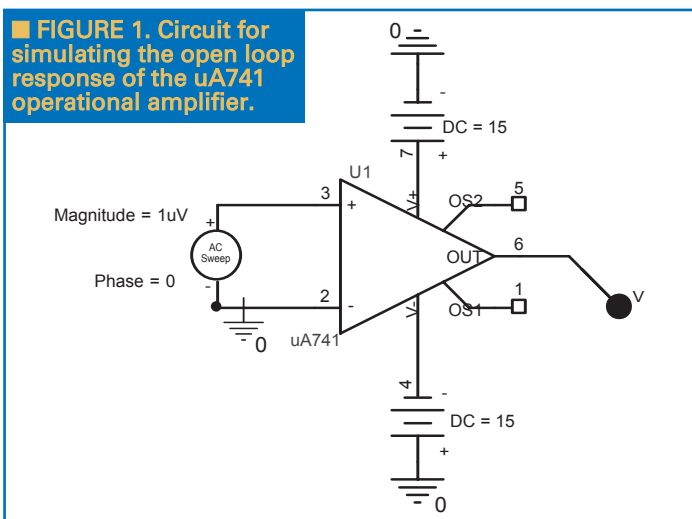 ■ FIGURE 1. Circuit for
simulating the open loop
response of the uA741
operational amplifier.
0
-
DC = 15
+
7
U1
3
+
V+
OS2
5
Magnitude = 1uV
+
AC
Sweep
OUT
6
V
Phase = 0
-
2
-
OS1
1
V-
0
uA741
4
-
DC = 15
+
0